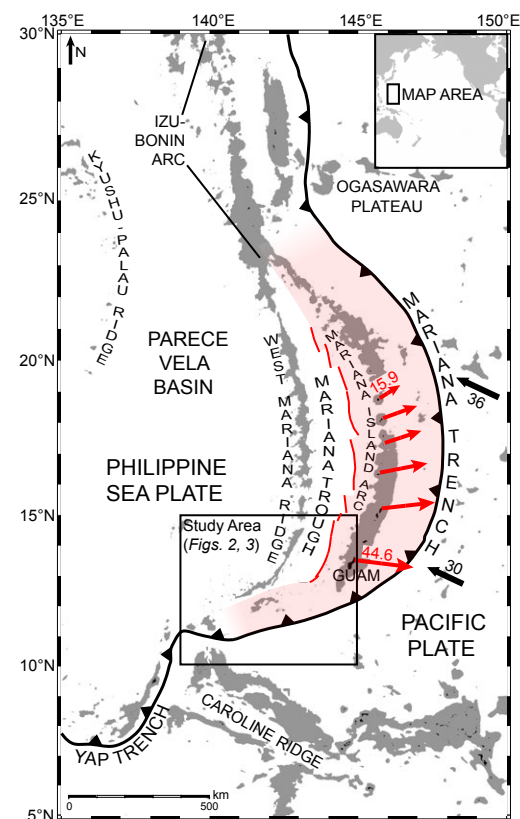 135°E
140°E
145°E
150°E
30°N
N
MAP AREA
IZU-
BONIN
ARC
OGASAWARA
PLATEAU
25°N
KYUSHU-PALAU RIDGE
MARIANA TRENCH
PARECE
VELA
BASIN
20°N
WEST MARIANA RIDGE
MARIANA TROUGH
MARIANA ISLAND ARC
15.9
36
PHILIPPINE
SEA PLATE
15°N
Study Area
(Figs. 2, 3)
44.6
GUAM
30
PACIFIC
PLATE
10°N
CAROLINE RIDGE
YAP TRENCH
km
0
500
5°N